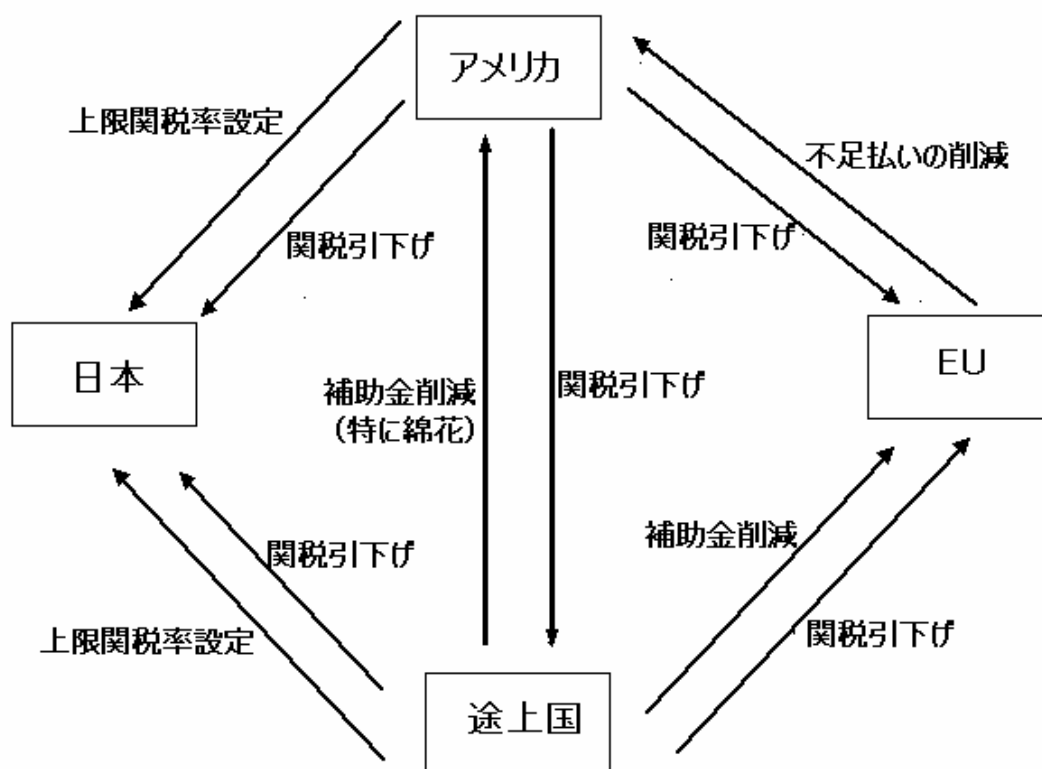 アメリカ
上限関税率設定
不足払いの削減
関税引下げ
関税引下げ
日本
EU
補助金削減
(特に綿花)
関税引下げ
関税引下げ
補助金削減
上限関税率設定
関税引下げ
途上国